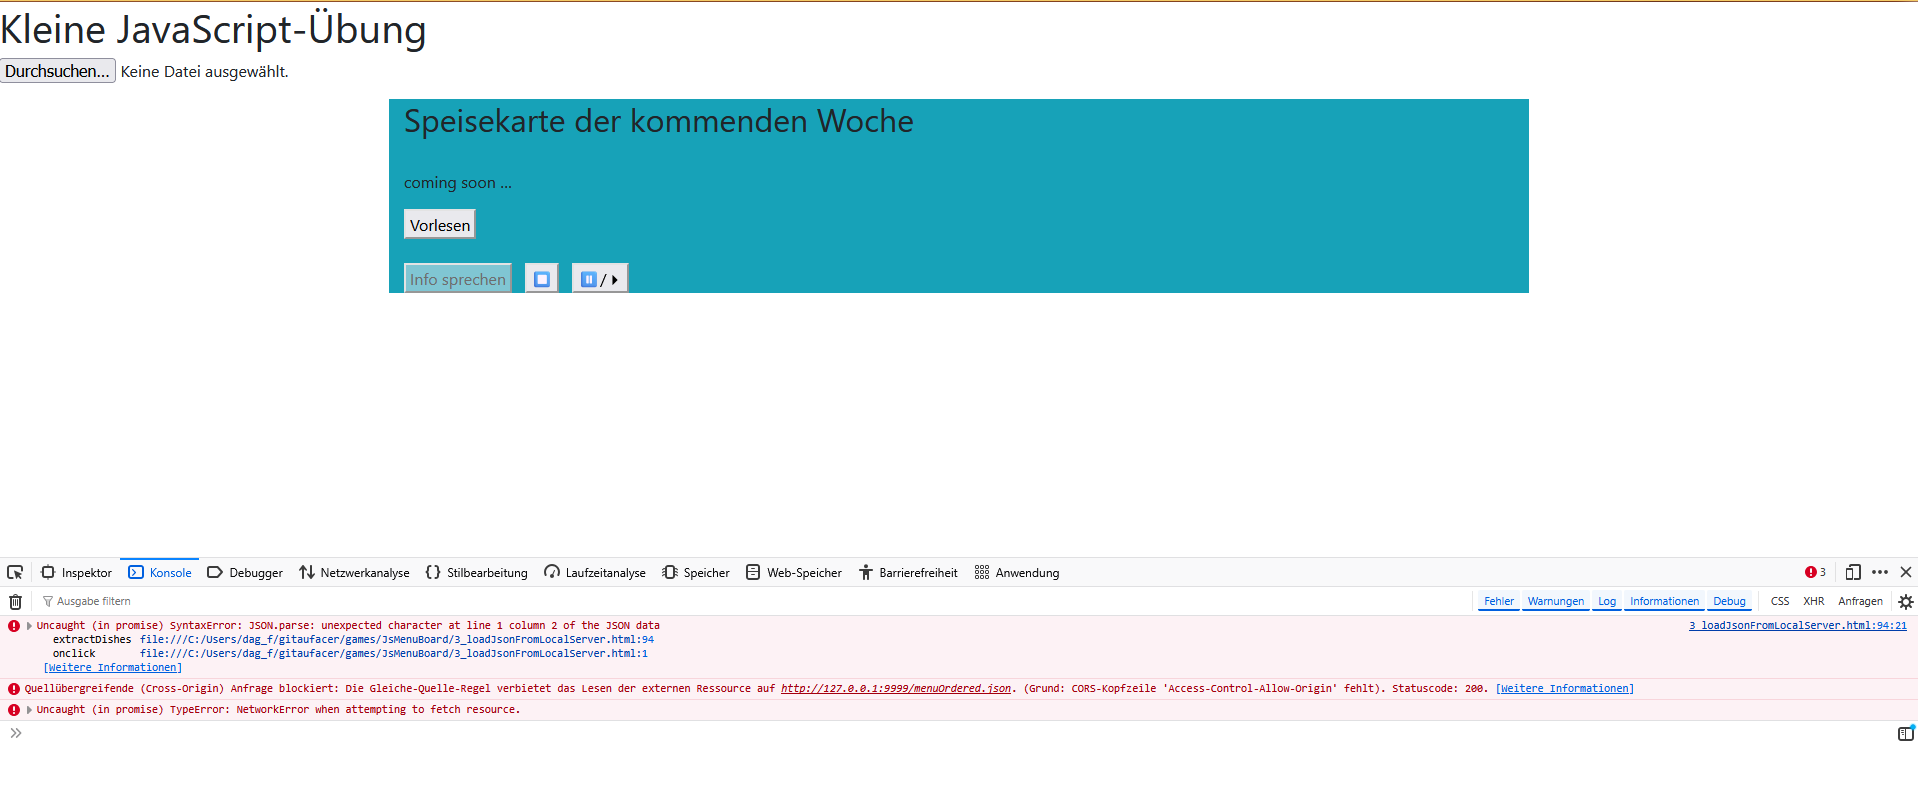 Kleine JavaScript-Übung
Durchsuchen... Keine Datei ausgewählt.
Speisekarte der kommenden Woche
coming soon ...
Vorlesen
Info sprechen /
Inspektor Konsole Debugger Netzwerkanalyse Stilbearbeitung Laufzeitanalyse Speicher Web-Speicher Barrierefreiheit Anwendung 3
Ausgabe filtern Fehler Warnungen Log Informationen Debug CSS XHR Anfragen
Uncaught (in promise) SyntaxError: JSON.parse: unexpected character at line 1 column 2 of the JSON data 3_loadJsonFromLocalServer.html:94:21
extractDishes file:///C:/Users/dag_f/gitaufacer/games/JsMenuBoard/3_loadJsonFromLocalServer.html:94
onclick file:///C:/Users/dag_f/gitaufacer/games/JsMenuBoard/3_loadJsonFromLocalServer.html:1
[Weitere Informationen]
Quellübergreifende (Cross-Origin) Anfrage blockiert: Die Gleiche-Quelle-Regel verbietet das Lesen der externen Ressource auf http://127.0.0.1:9999/menuOrdered.json. (Grund: CORS-Kopfzeile 'Access-Control-Allow-Origin' fehlt). Statuscode: 200. [Weitere Informationen]
Uncaught (in promise) TypeError: NetworkError when attempting to fetch resource.